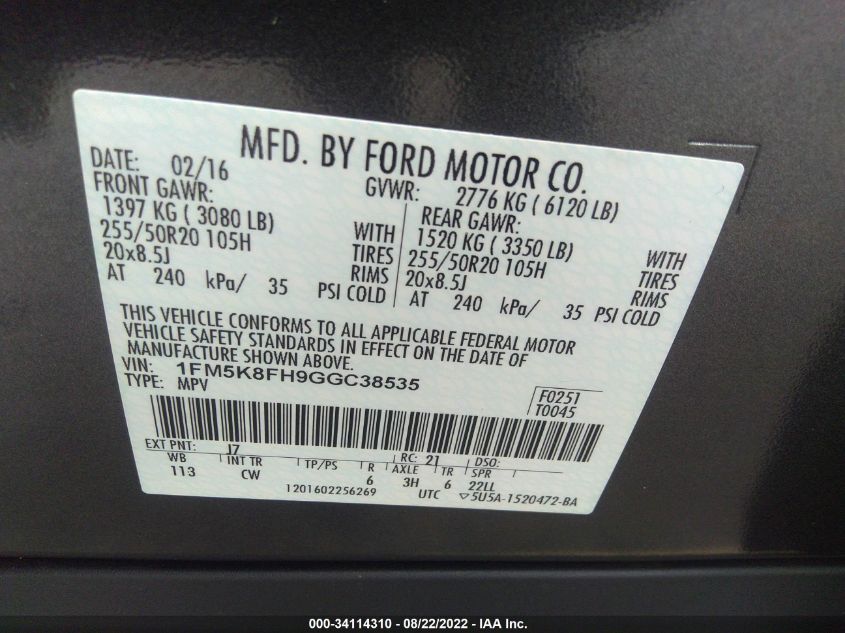 MFD. BY FORD MOTOR CO.
DATE: 02/16 GVWR: 2776 KG ( 6120 LB)
FRONT GAWR: REAR GAWR:
1397 KG ( 3080 LB) WITH 1520 KG ( 3350 LB) WITH
255/50R20 105H TIRES 255/50R20 105H TIRES
20x8.5J RIMS 20x8.5J RIMS
AT 240 kPa/ 35 PSI COLD AT 240 kPa/ 35 PSI COLD
THIS VEHICLE CONFORMS TO ALL APPLICABLE FEDERAL MOTOR
VEHICLE SAFETY STANDARDS IN EFFECT ON THE DATE OF
MANUFACTURE SHOWN ABOVE.
VIN: 1FM5K8FH9GGC38535
TYPE: MPV
F0251
T0045
EXT PNT: J7 RC: 21 DSO:
WB INT TR TP/PS R AXLE TR SPR
113 CW 6 3H 6 22LL
1201602256269 UTC ▽5U5A-1520472-BA
000-34114310 - 08/22/2022 - IAA Inc.